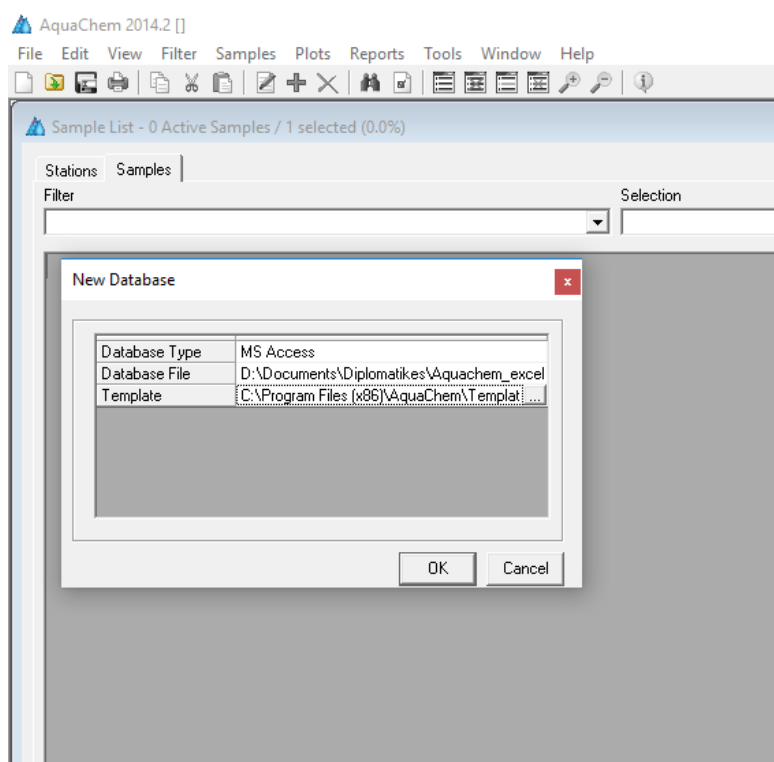 AquaChem 2014.2 []
File Edit View Filter Samples Plots Reports Tools Window Help
Sample List - 0 Active Samples / 1 selected (0.0%)
Stations Samples
Filter Selection
New Database
x
Database Type MS Access
Database File D:\Documents\Diplomatikes\Aquachem_excel
Template C:\Program Files (x86)\AquaChem\Templat ...
OK Cancel